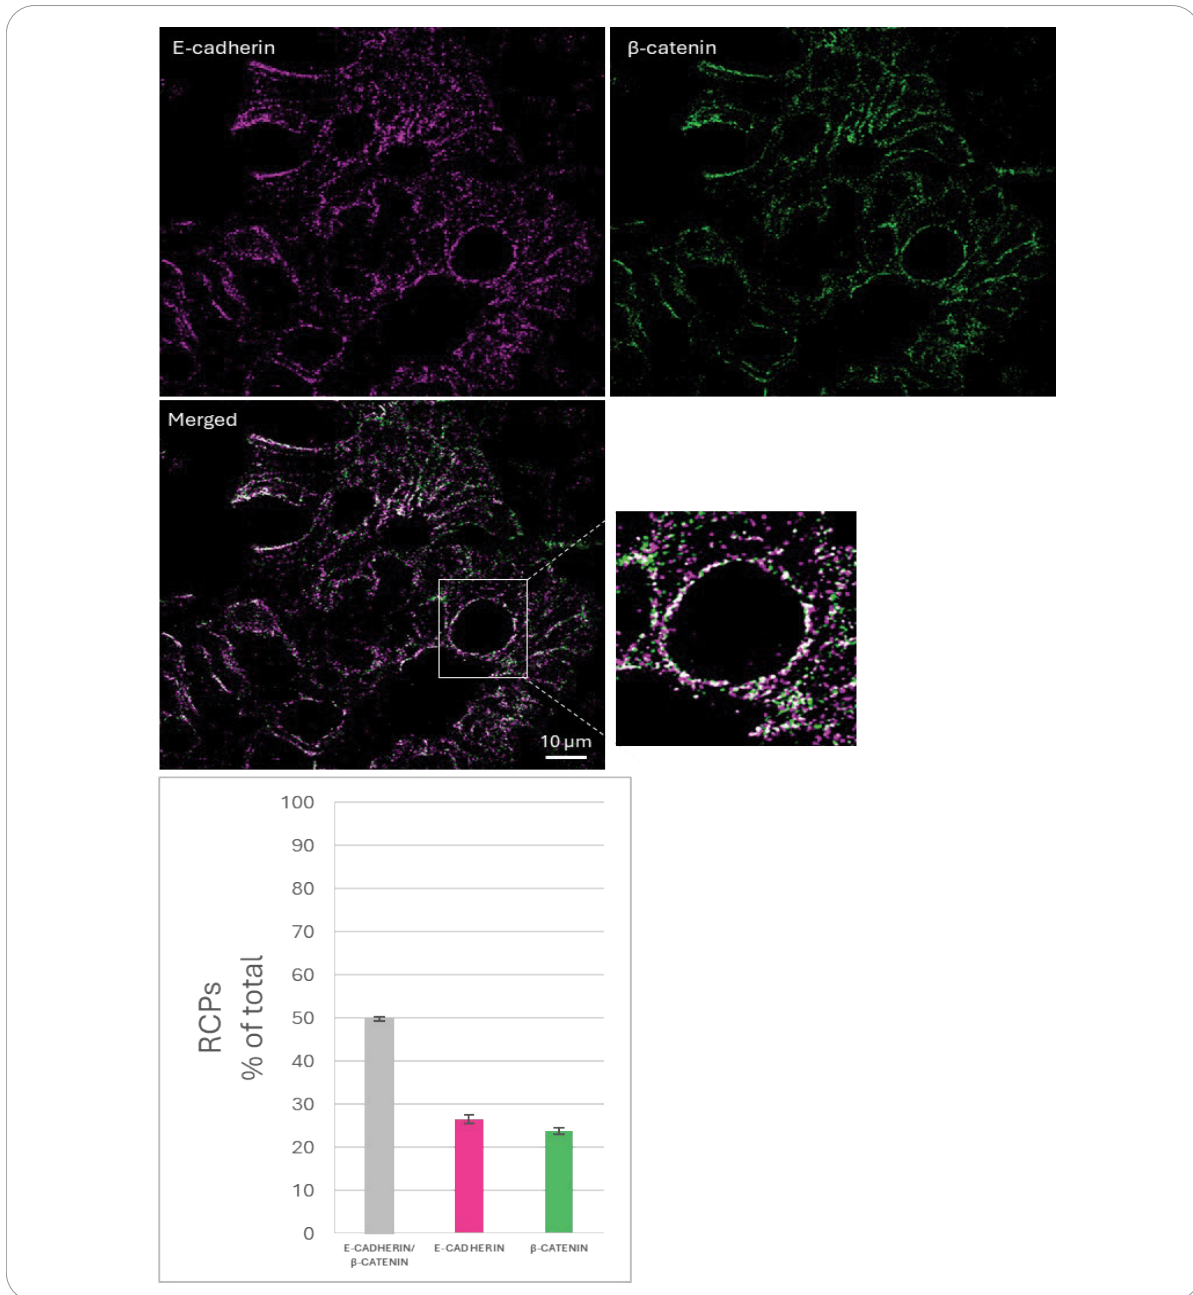 E-cadherin
β-catenin
Merged
10 µm
100
90
80
70
60
50
40
30
20
10
0
RCPs
% of total
E-CADHERIN/
β-CATENIN
E-CADHERIN
β-CATENIN